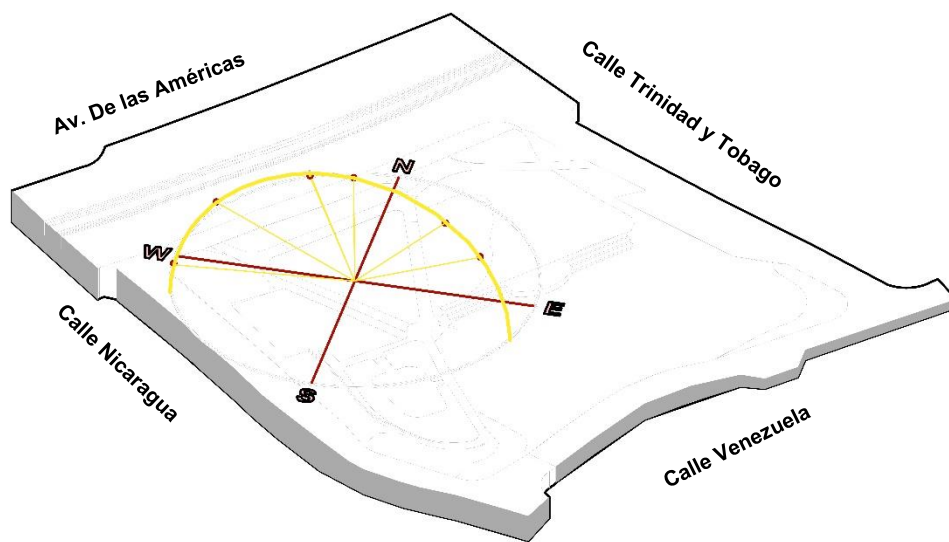 Av. De las Américas
Calle Trinidad y Tobago
N
W
E
S
Calle Nicaragua
Calle Venezuela